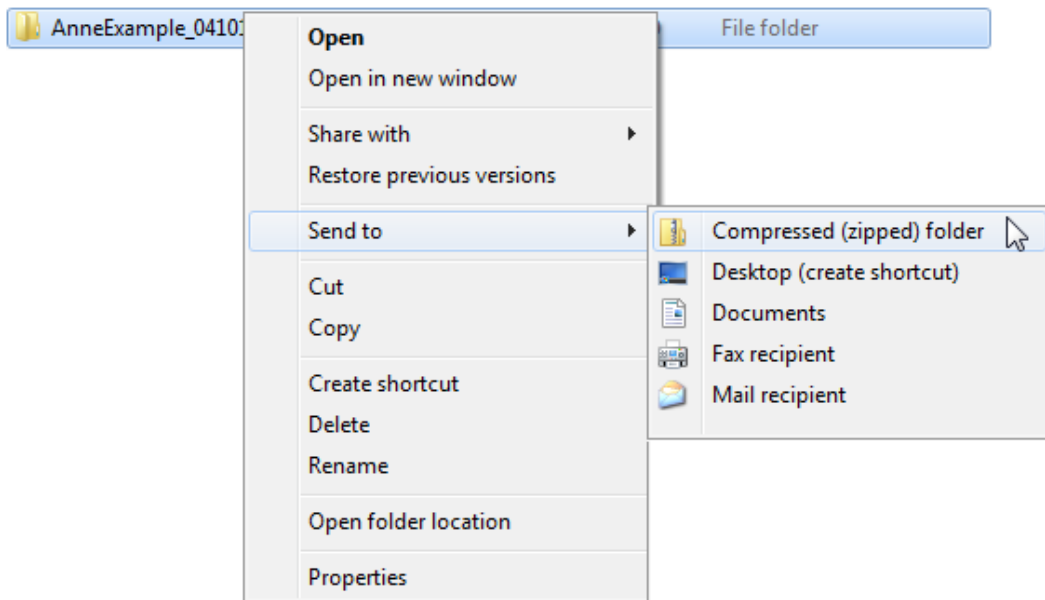 AnneExample_04101
File folder
Open
Open in new window
Share with
Restore previous versions
Send to
Cut
Copy
Create shortcut
Delete
Rename
Open folder location
Properties
Compressed (zipped) folder
Desktop (create shortcut)
Documents
Fax recipient
Mail recipient